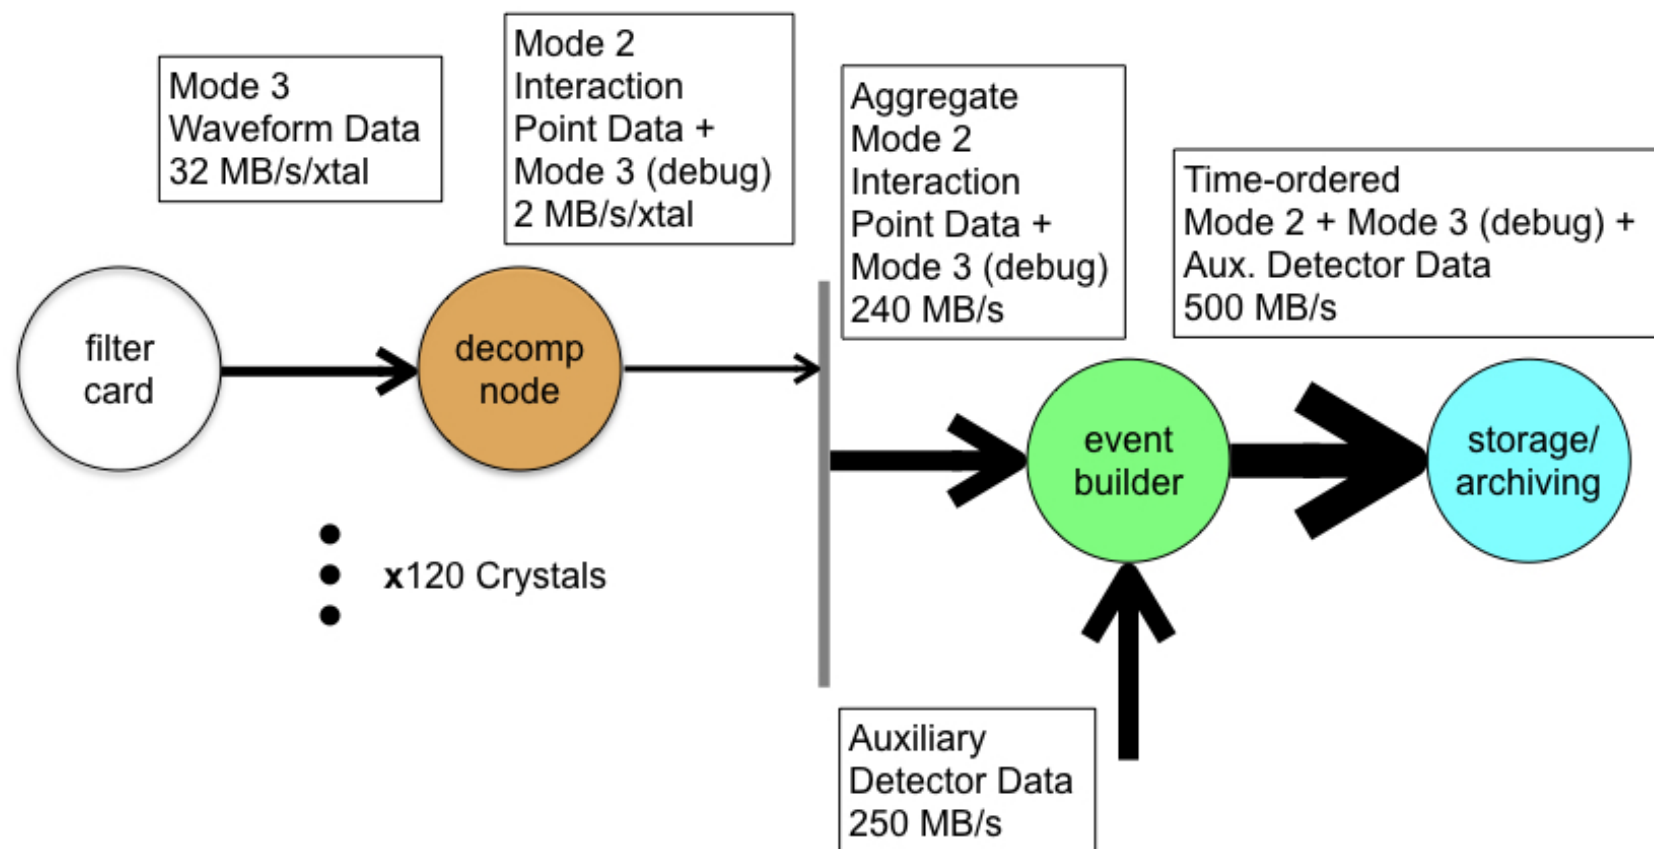 Mode 3
Waveform Data
32 MB/s/xtal
Mode 2
Interaction
Point Data +
Mode 3 (debug)
2 MB/s/xtal
Aggregate
Mode 2
Interaction
Point Data +
Mode 3 (debug)
240 MB/s
Time-ordered
Mode 2 + Mode 3 (debug) +
Aux. Detector Data
500 MB/s
filter
card
decomp
node
event
builder
storage/
archiving
x120 Crystals
Auxiliary
Detector Data
250 MB/s